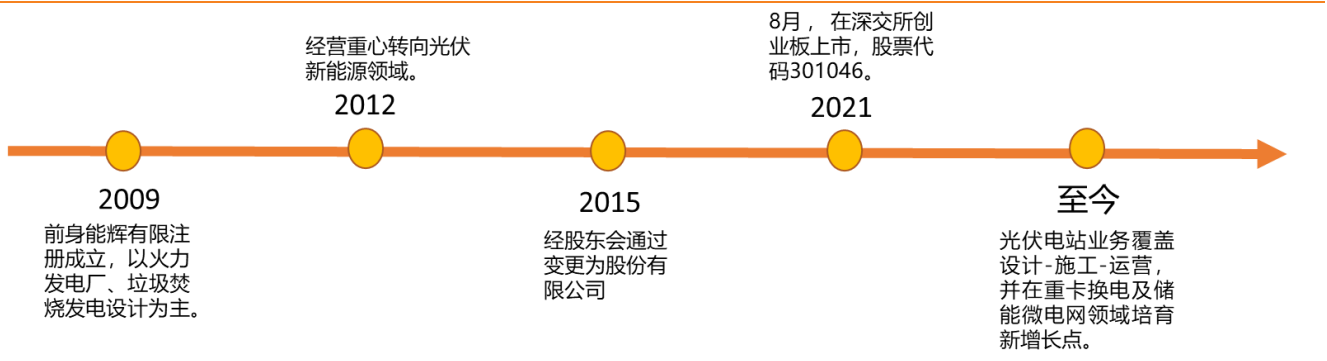 2009
前身能辉有限注
册成立，以火力
发电厂、垃圾焚
烧发电设计为主。
经营重心转向光伏
新能源领域。
2012
2015
经股东会通过
变更为股份有
限公司
8月， 在深交所创
业板上市，股票代
码301046。
2021
至今
光伏电站业务覆盖
设计-施工-运营，
并在重卡换电及储
能微电网领域培育
新增长点。